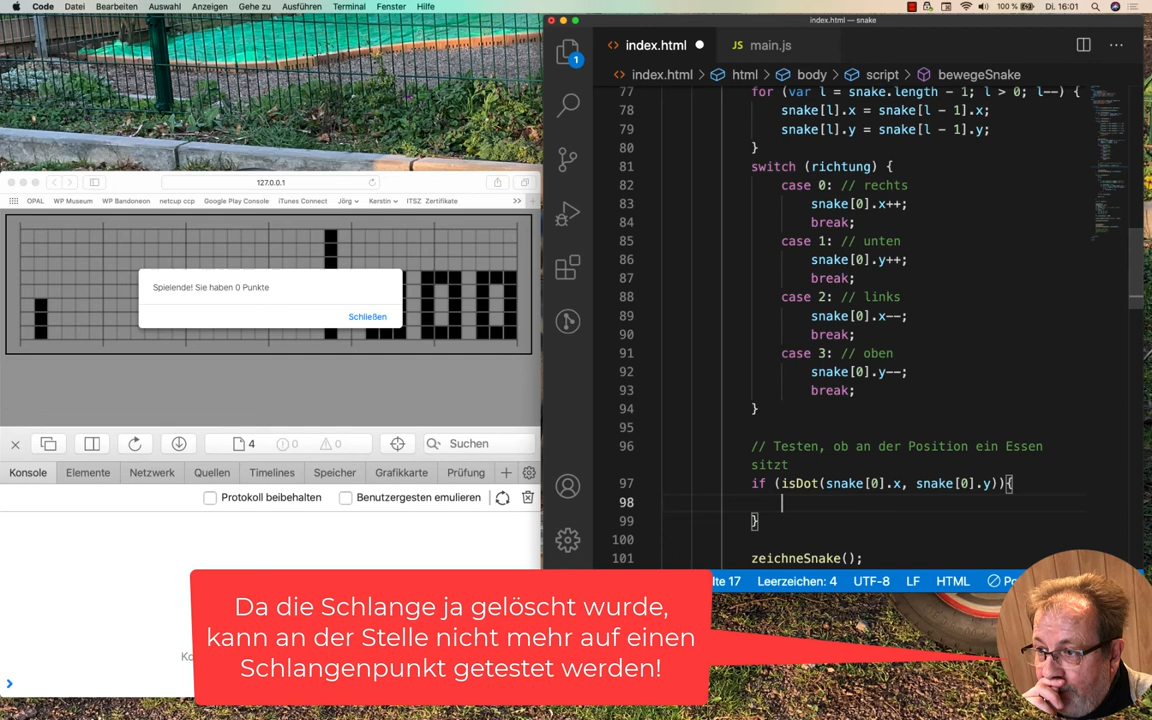 Code Datei Bearbeiten Auswahl Anzeigen Gehe zu Ausführen Terminal Fenster Hilfe
100 % Di. 16:01
index.html — snake
index.html
JS main.js
index.html html body script bewegeSnake
1
77 for (var l = snake.length - 1; l > 0; l--) {
78 snake[l].x = snake[l - 1].x;
79 snake[l].y = snake[l - 1].y;
80 }
81 switch (richtung) {
82 case 0: // rechts
83 snake[0].x++;
84 break;
85 case 1: // unten
86 snake[0].y++;
87 break;
88 case 2: // links
89 snake[0].x--;
90 break;
91 case 3: // oben
92 snake[0].y--;
93 break;
94 }
95
96 // Testen, ob an der Position ein Essen
sitzt
97 if (isDot(snake[0].x, snake[0].y)){
98
99 }
100
101 zeichneSnake();
lte 17 Leerzeichen: 4 UTF-8 LF HTML
127.0.0.1
OPAL WP Museum WP Bandoneon netcup ccp Google Play Console iTunes Connect Jörg Kerstin ITSZ Zertifikate
Spielende! Sie haben 0 Punkte
Schließen
4 0 0 Suchen
Konsole Elemente Netzwerk Quellen Timelines Speicher Grafikkarte Prüfung
Protokoll beibehalten Benutzergesten emulieren
Da die Schlange ja gelöscht wurde,
kann an der Stelle nicht mehr auf einen
Schlangenpunkt getestet werden!